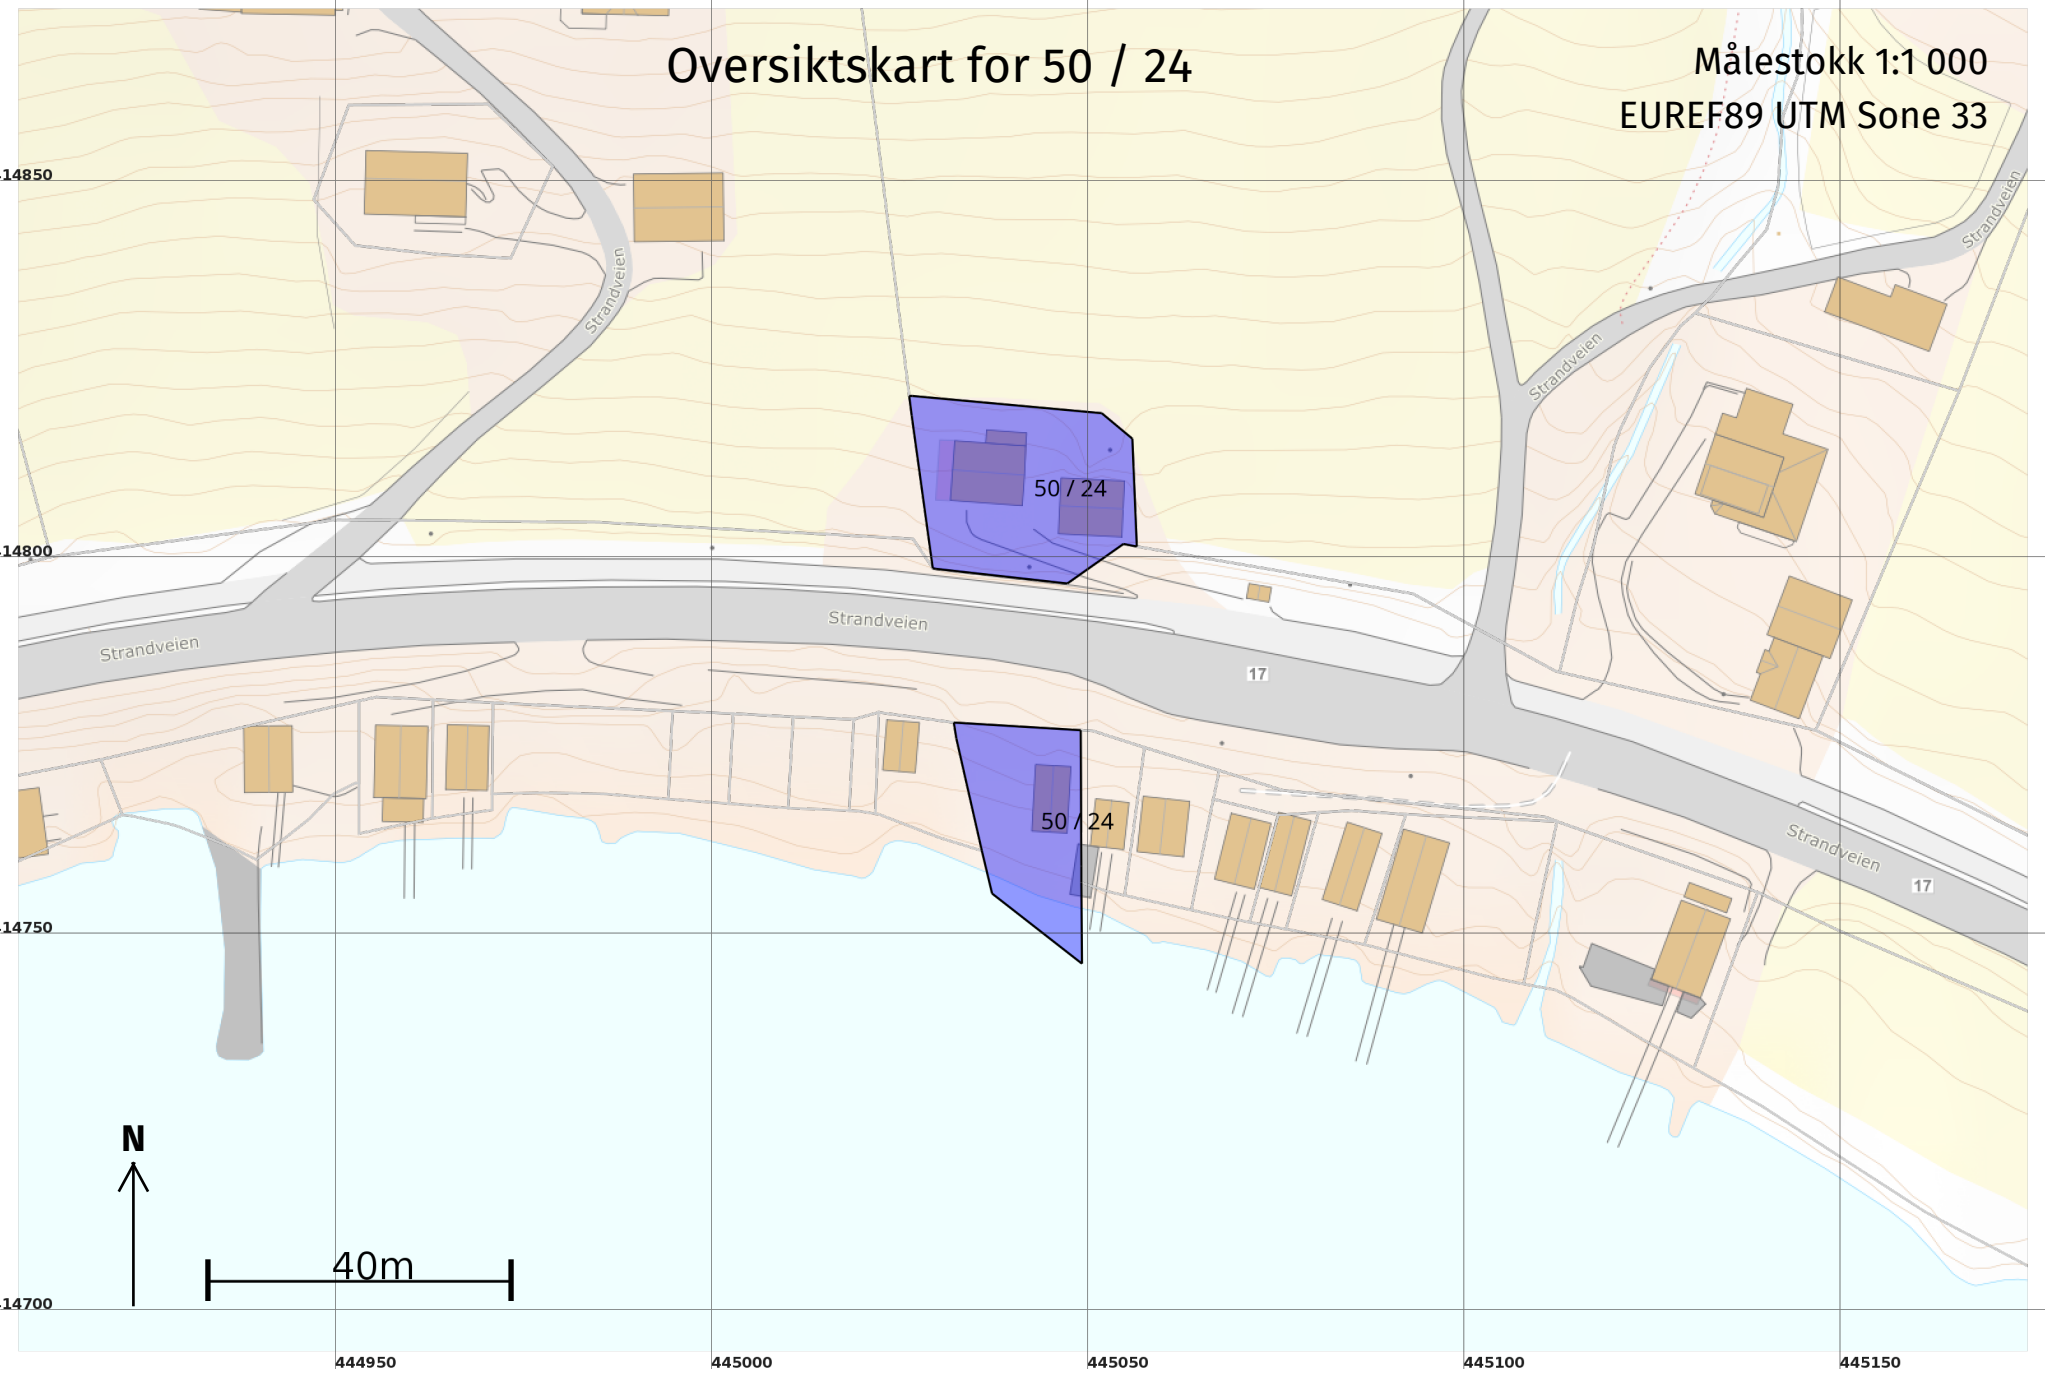 Oversiktskart for 50 / 24
Målestokk 1:1 000
EUREF89 UTM Sone 33
14850
Strandveien
Strandveien
Strandveien
50 / 24
14800
Strandveien
Strandveien
17
50 / 24
Strandveien
17
14750
N
40m
14700
444950
445000
445050
445100
445150